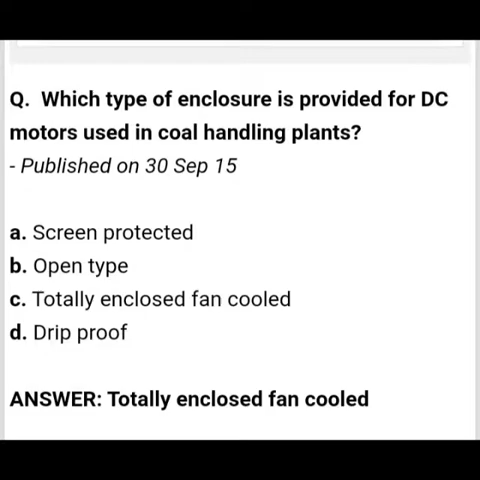 Q. Which type of enclosure is provided for DC
motors used in coal handling plants?
- Published on 30 Sep 15
a. Screen protected
b. Open type
c. Totally enclosed fan cooled
d. Drip proof
ANSWER: Totally enclosed fan cooled